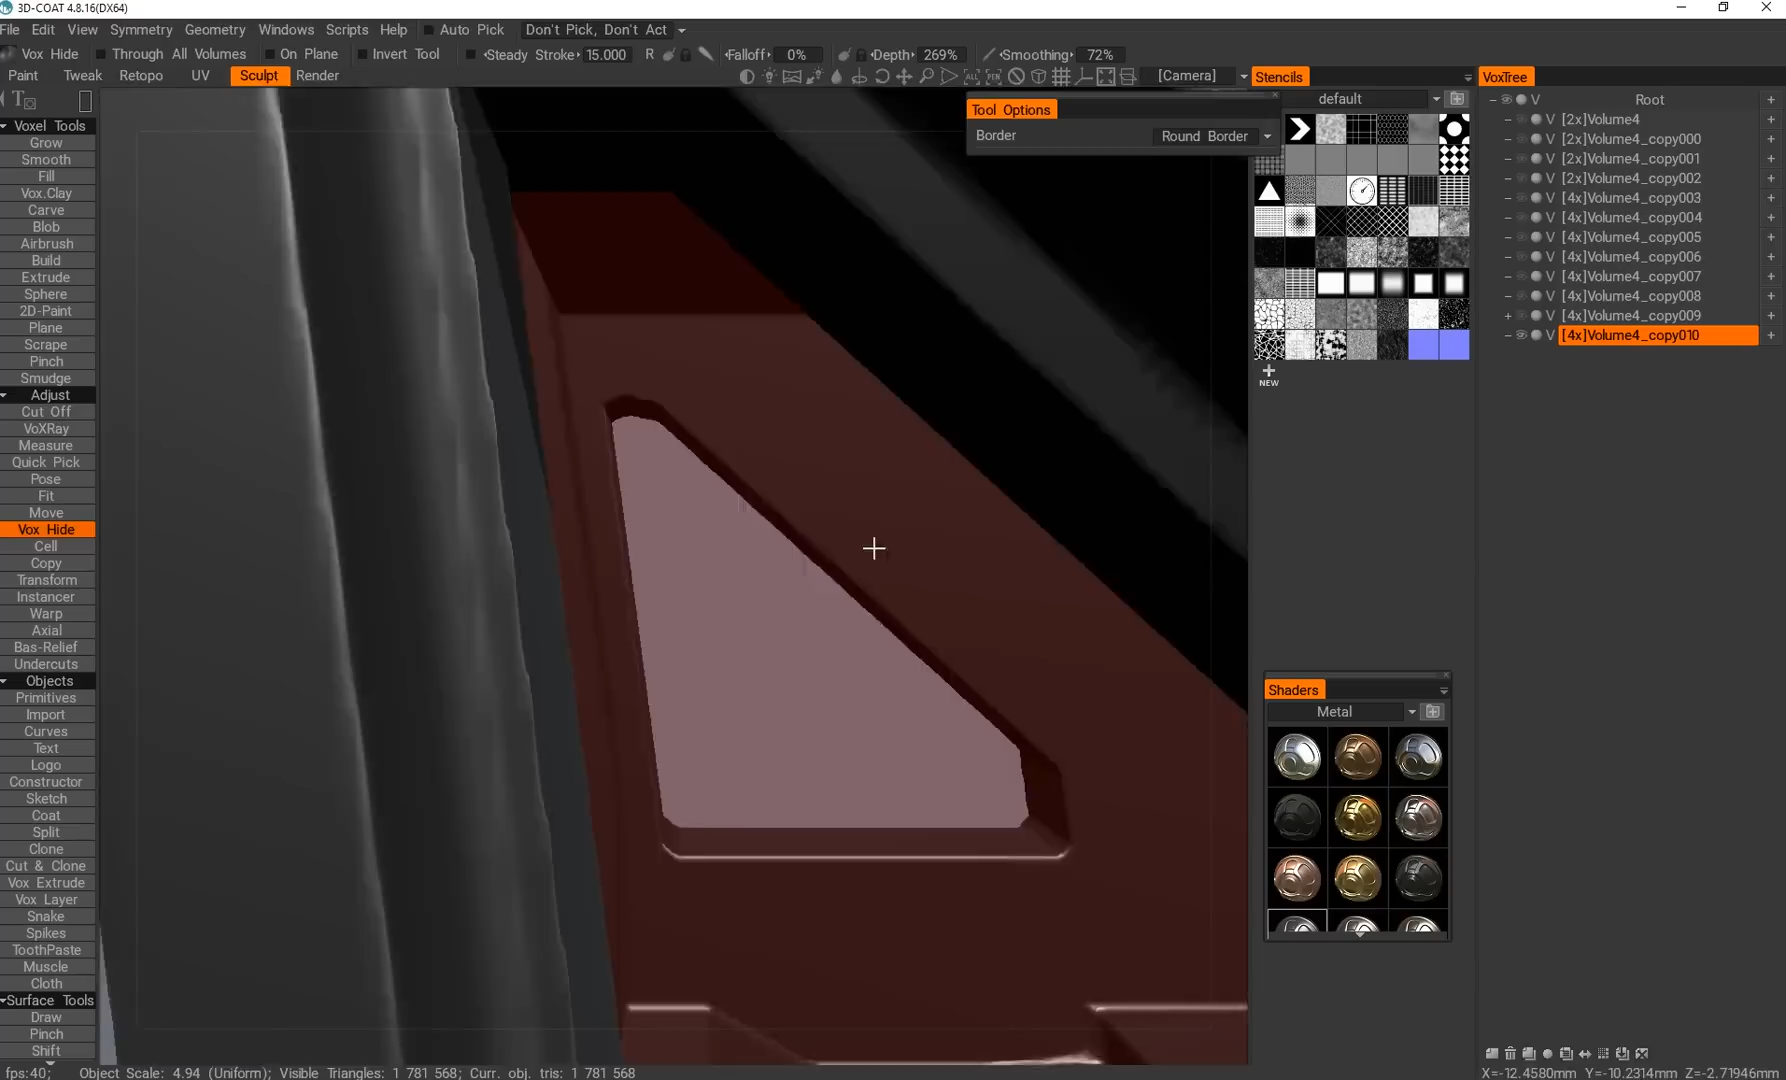 3D-COAT 4.8.16(DX64)
File Edit View Symmetry Geometry Windows Scripts Help Auto Pick Don't Pick, Don't Act
Vox Hide Through All Volumes On Plane Invert Tool Steady Stroke 15.000 R Falloff 0% Depth 269% Smoothing 72%
Paint Tweak Retopo UV Sculpt Render ALL PEN [Camera]
Stencils
VoxTree
Tool Options
Border Round Border
default
NEW
Root
V [2x]Volume4
V [2x]Volume4_copy000
V [2x]Volume4_copy001
V [2x]Volume4_copy002
V [4x]Volume4_copy003
V [4x]Volume4_copy004
V [4x]Volume4_copy005
V [4x]Volume4_copy006
V [4x]Volume4_copy007
V [4x]Volume4_copy008
V [4x]Volume4_copy009
V [4x]Volume4_copy010
Voxel Tools
Grow
Smooth
Fill
Vox.Clay
Carve
Blob
Airbrush
Build
Extrude
Sphere
2D-Paint
Plane
Scrape
Pinch
Smudge
Adjust
Cut Off
VoXRay
Measure
Quick Pick
Pose
Fit
Move
Vox Hide
Cell
Copy
Transform
Instancer
Warp
Axial
Bas-Relief
Undercuts
Objects
Primitives
Import
Curves
Text
Logo
Constructor
Sketch
Coat
Split
Clone
Cut & Clone
Vox Extrude
Vox Layer
Snake
Spikes
ToothPaste
Muscle
Cloth
Surface Tools
Draw
Pinch
Shift
Shaders
Metal
fps:40; Object Scale: 4.94 (Uniform); Visible Triangles: 1 781 568; Curr. obj. tris: 1 781 568
X=-12.4580mm Y=-10.2314mm Z=-2.71946mm